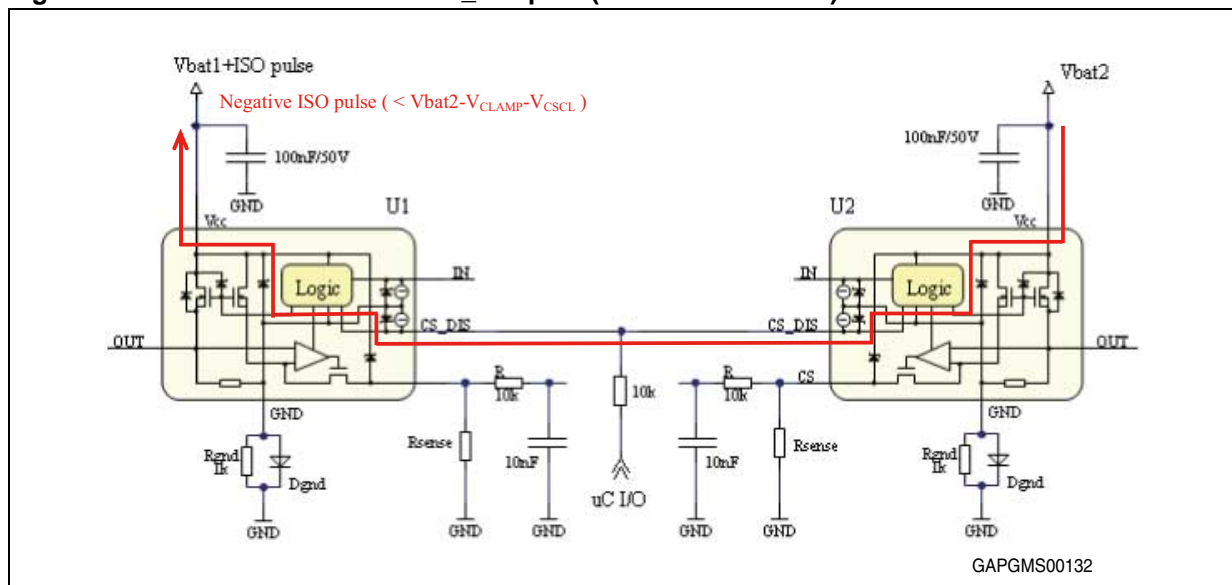 Vbat1+ISO pulse
Vbat2
Negative ISO pulse ( < Vbat2-VCLAMP-VCSCL )
100nF/50V
100nF/50V
GND
GND
Vcc
U1
U2
Vcc
IN
IN
Logic
Logic
CS_DIS
CS_DIS
OUT
OUT
R
10k
10k
R
10k
CS
GND
GND
Rsense
10nF
10nF
Rsense
Rgnd
1k
Dgnd
Rgnd
1k
Dgnd
uC I/O
GND
GND
GND
GND
GND
GND
GAPGMS00132